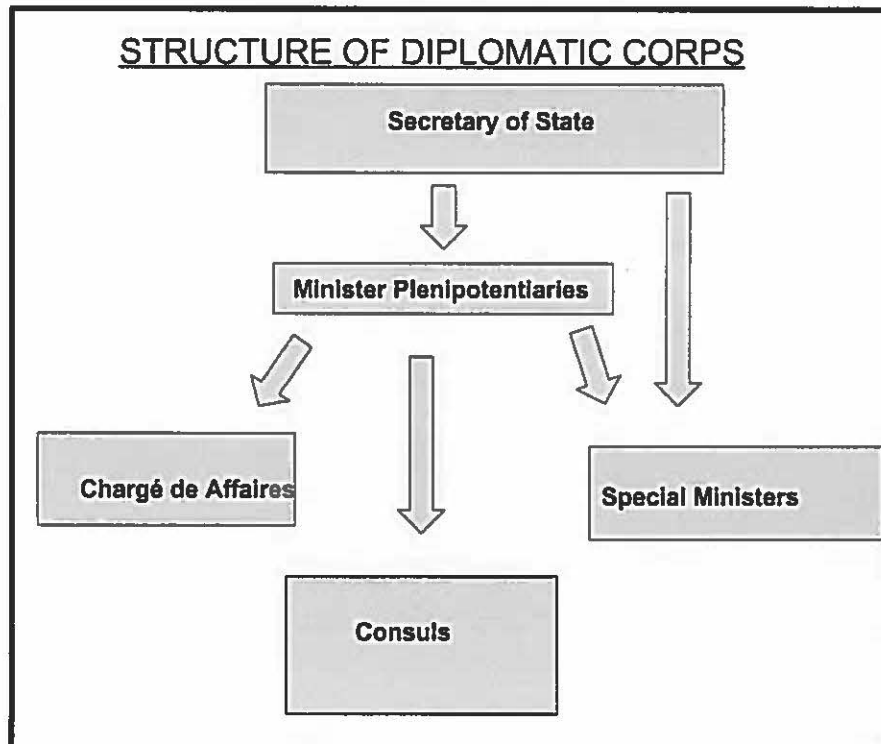 STRUCTURE OF DIPLOMATIC CORPS
Secretary of State
Minister Plenipotentiaries
Chargé de Affaires
Special Ministers
Consuls